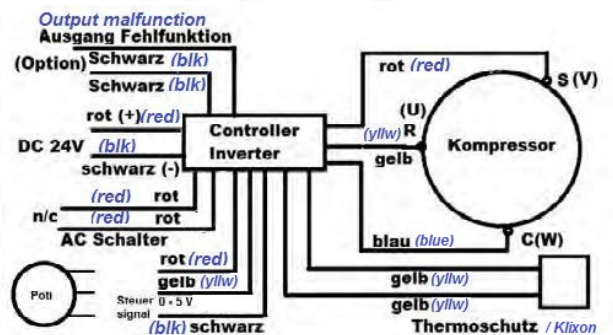 Output malfunction
Ausgang Fehlfunktion
(Option) Schwarz (blk)
Schwarz (blk)
rot (+) (red)
DC 24V (blk)
schwarz (-)
(red) rot
n/c (red) rot
AC Schalter
Poti
rot (red)
gelb (yllw)
Steuer 0 - 5 V
signal
(blk) schwarz
Controller
Inverter
rot (red)
S (V)
(U)
(yllw) R
gelb
Kompressor
blau (blue)
C(W)
gelb (yllw)
gelb (yllw)
Thermoschutz / Klixon